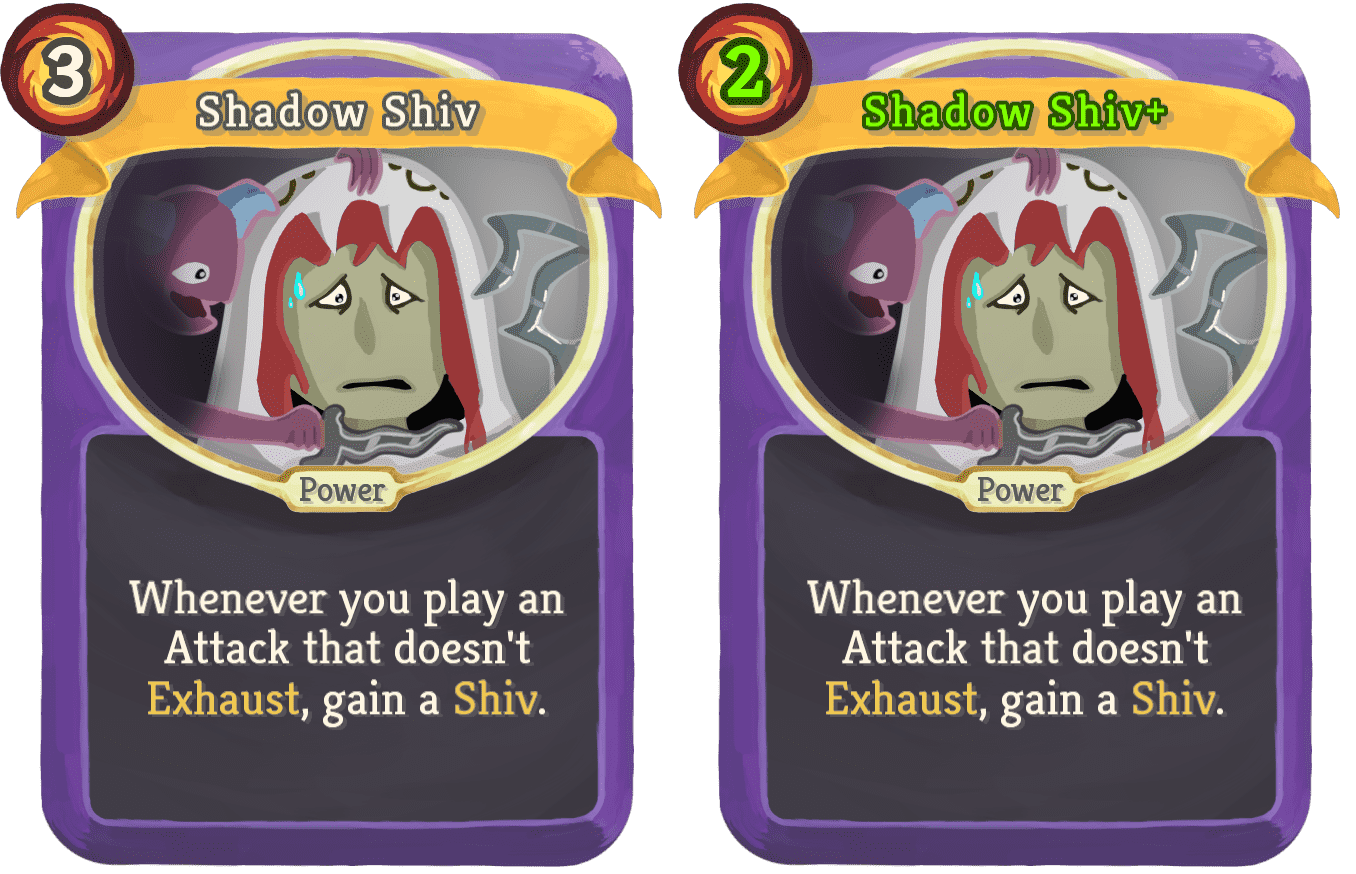 3
Shadow Shiv
Power
Whenever you play an
Attack that doesn't
Exhaust, gain a Shiv.
2
Shadow Shiv+
Power
Whenever you play an
Attack that doesn't
Exhaust, gain a Shiv.